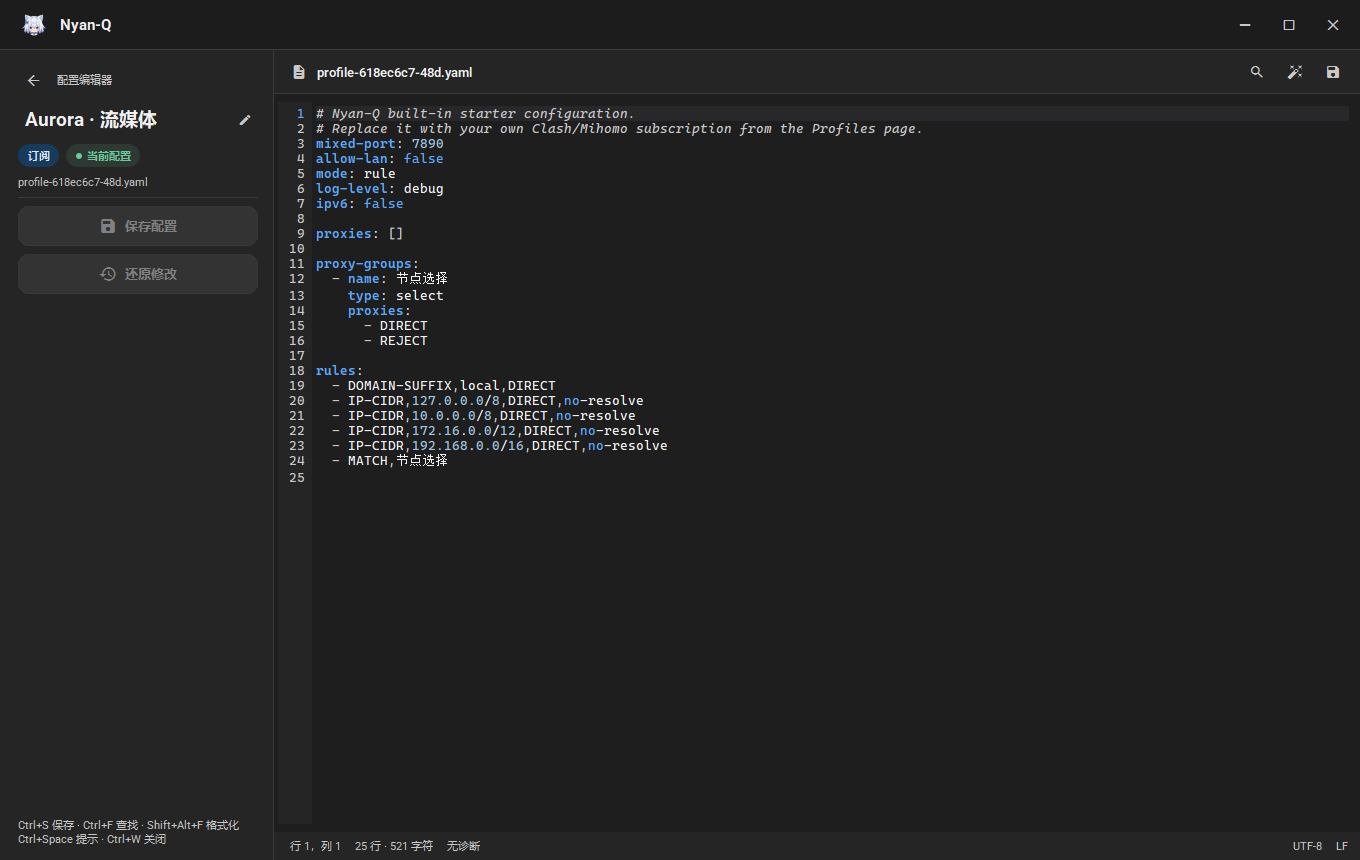 Nyan-Q
配置编辑器
Aurora · 流媒体
订阅
当前配置
profile-618ec6c7-48d.yaml
保存配置
还原修改
Ctrl+S 保存 · Ctrl+F 查找 · Shift+Alt+F 格式化
Ctrl+Space 提示 · Ctrl+W 关闭
profile-618ec6c7-48d.yaml
1 # Nyan-Q built-in starter configuration.
2 # Replace it with your own Clash/Mihomo subscription from the Profiles page.
3 mixed-port: 7890
4 allow-lan: false
5 mode: rule
6 log-level: debug
7 ipv6: false
8
9 proxies: []
10
11 proxy-groups:
12   - name: 节点选择
13     type: select
14     proxies:
15       - DIRECT
16       - REJECT
17
18 rules:
19   - DOMAIN-SUFFIX,local,DIRECT
20   - IP-CIDR,127.0.0.0/8,DIRECT,no-resolve
21   - IP-CIDR,10.0.0.0/8,DIRECT,no-resolve
22   - IP-CIDR,172.16.0.0/12,DIRECT,no-resolve
23   - IP-CIDR,192.168.0.0/16,DIRECT,no-resolve
24   - MATCH,节点选择
25
行 1，列 1 25 行 · 521 字符 无诊断 UTF-8 LF